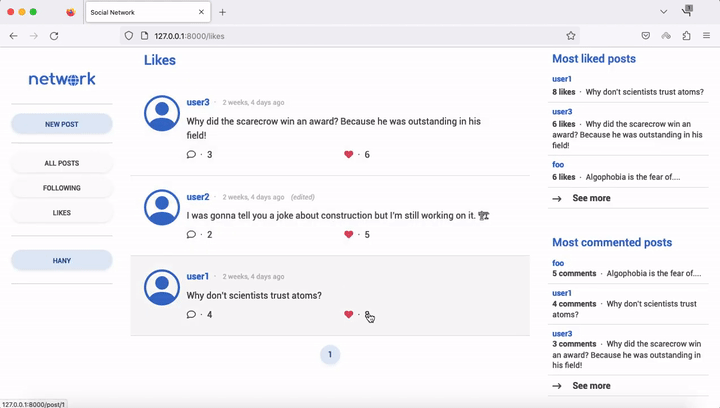 Social Network
127.0.0.1:8000/likes
network
NEW POST
ALL POSTS
FOLLOWING
LIKES
HANY
Likes
user3 · 2 weeks, 4 days ago
Why did the scarecrow win an award? Because he was outstanding in his
field!
· 3
· 6
user2 · 2 weeks, 4 days ago (edited)
I was gonna tell you a joke about construction but I'm still working on it. 🏗
· 2
· 5
user1 · 2 weeks, 4 days ago
Why don't scientists trust atoms?
· 4
· 8
1
Most liked posts
user1
8 likes · Why don't scientists trust atoms?
user3
6 likes · Why did the scarecrow win an
award? Because he was outstanding in his
field!
foo
6 likes · Algophobia is the fear of....
See more
Most commented posts
foo
5 comments · Algophobia is the fear of....
user1
4 comments · Why don't scientists trust
atoms?
user3
3 comments · Why did the scarecrow win
an award? Because he was outstanding in
his field!
See more
127.0.0.1:8000/post/1